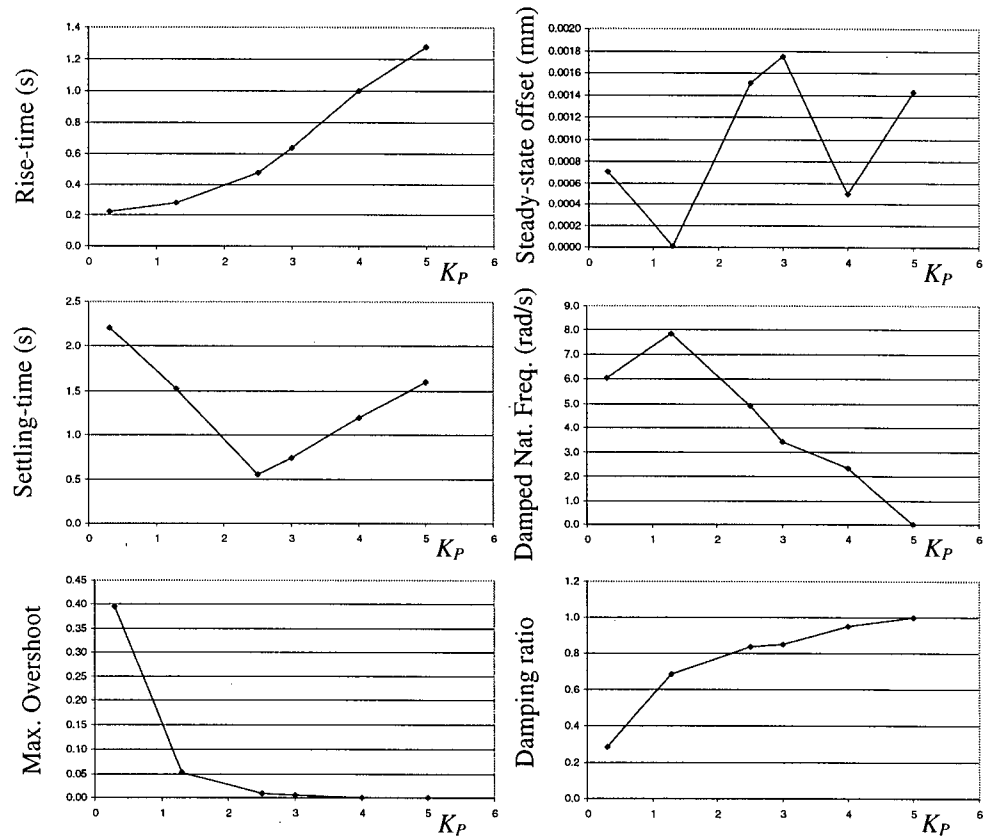 Rise-time (s)
1.4
1.2
1.0
0.8
0.6
0.4
0.2
0.0
0 1 2 3 4 5 6
K_P
Steady-state offset (mm)
0.0020
0.0018
0.0016
0.0014
0.0012
0.0010
0.0008
0.0006
0.0004
0.0002
0.0000
0 1 2 3 4 5 6
K_P
Settling-time (s)
2.5
2.0
1.5
1.0
0.5
0.0
0 1 2 3 4 5 6
K_P
Damped Nat. Freq. (rad/s)
9.0
8.0
7.0
6.0
5.0
4.0
3.0
2.0
1.0
0.0
0 1 2 3 4 5 6
K_P
Max. Overshoot
0.45
0.40
0.35
0.30
0.25
0.20
0.15
0.10
0.05
0.00
0 1 2 3 4 5 6
K_P
Damping ratio
1.2
1.0
0.8
0.6
0.4
0.2
0.0
0 1 2 3 4 5 6
K_P